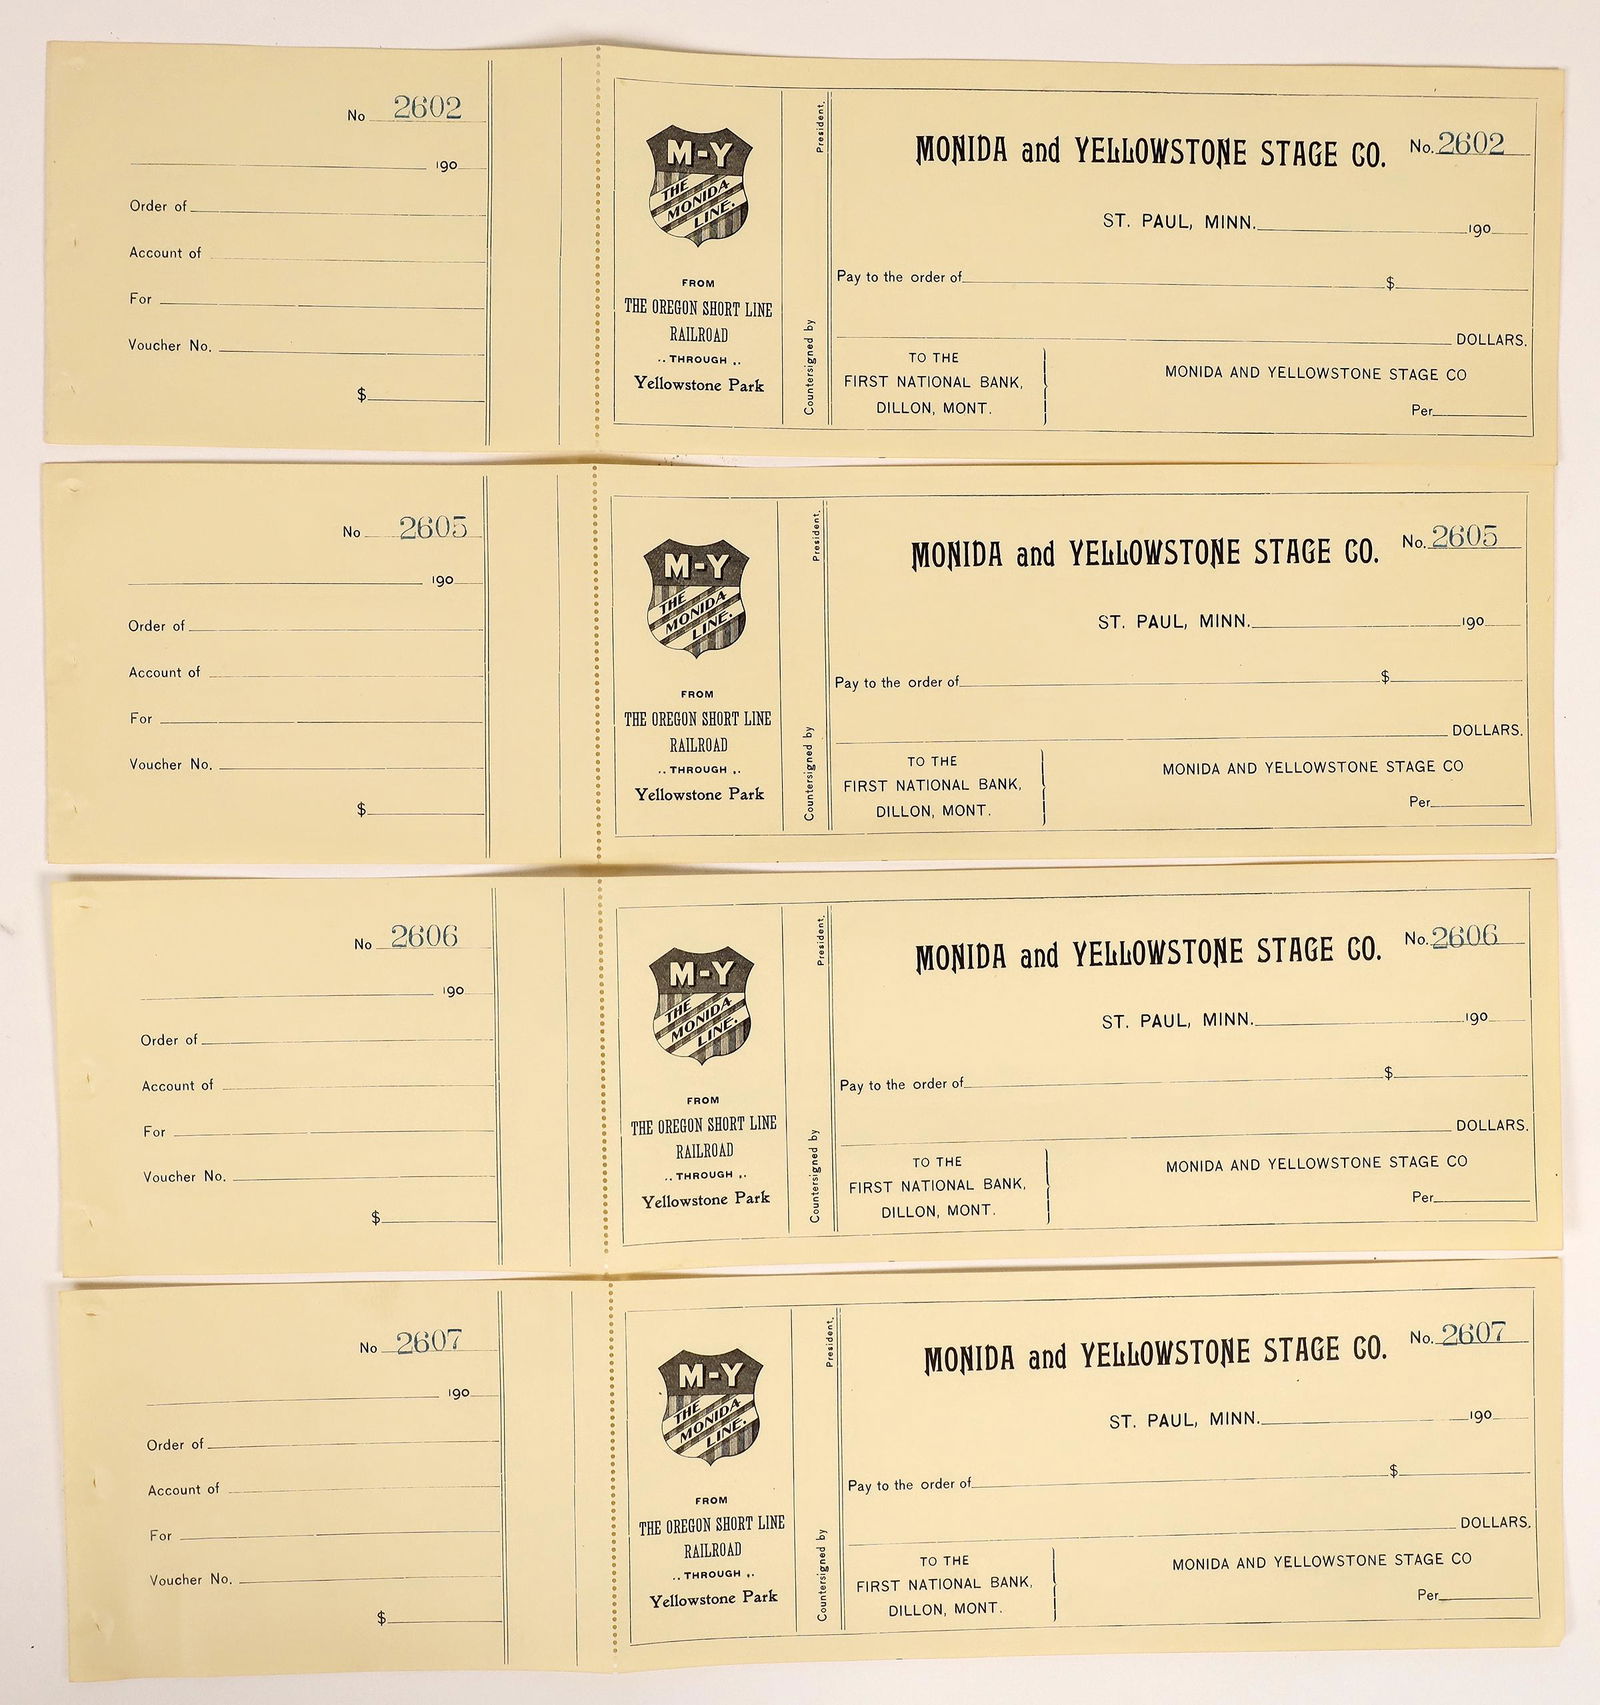 No 2602
190
Order of
Account of
For
Voucher No.
$
M-Y
THE
MONIDA
LINE.
FROM
THE OREGON SHORT LINE
RAILROAD
.. THROUGH ..
Yellowstone Park
Countersigned by
President.
MONIDA and YELLOWSTONE STAGE CO. No. 2602
ST. PAUL, MINN. 190
Pay to the order of $
DOLLARS.
TO THE
FIRST NATIONAL BANK,
DILLON, MONT.
MONIDA AND YELLOWSTONE STAGE CO
Per
No 2605
190
Order of
Account of
For
Voucher No.
$
M-Y
THE
MONIDA
LINE.
FROM
THE OREGON SHORT LINE
RAILROAD
.. THROUGH ..
Yellowstone Park
Countersigned by
President.
MONIDA and YELLOWSTONE STAGE CO. No. 2605
ST. PAUL, MINN. 190
Pay to the order of $
DOLLARS.
TO THE
FIRST NATIONAL BANK,
DILLON, MONT.
MONIDA AND YELLOWSTONE STAGE CO
Per
No 2606
190
Order of
Account of
For
Voucher No.
$
M-Y
THE
MONIDA
LINE.
FROM
THE OREGON SHORT LINE
RAILROAD
.. THROUGH ..
Yellowstone Park
Countersigned by
President.
MONIDA and YELLOWSTONE STAGE CO. No. 2606
ST. PAUL, MINN. 190
Pay to the order of $
DOLLARS.
TO THE
FIRST NATIONAL BANK,
DILLON, MONT.
MONIDA AND YELLOWSTONE STAGE CO
Per
No 2607
190
Order of
Account of
For
Voucher No.
$
M-Y
THE
MONIDA
LINE.
FROM
THE OREGON SHORT LINE
RAILROAD
.. THROUGH ..
Yellowstone Park
Countersigned by
President.
MONIDA and YELLOWSTONE STAGE CO. No. 2607
ST. PAUL, MINN. 190
Pay to the order of $
DOLLARS.
TO THE
FIRST NATIONAL BANK,
DILLON, MONT.
MONIDA AND YELLOWSTONE STAGE CO
Per